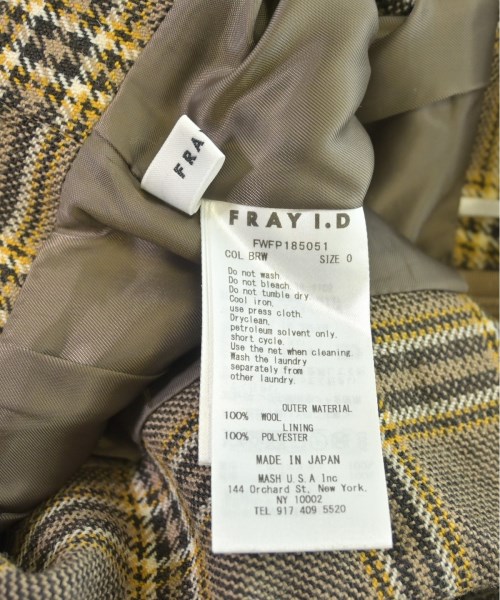 FRA
FRAY I.D
FWFP185051
COL BRW SIZE 0
Do not wash
Do not bleach
Do not tumble dry
Cool iron.
use press cloth.
Dryclean.
petroleum solvent only.
short cycle.
Use the net when cleaning.
Wash the laundry
separately from
other laundry.
OUTER MATERIAL
100% WOOL
LINING
100% POLYESTER
MADE IN JAPAN
MASH U.S.A Inc
144 Orchard St, New York.
NY 10002
TEL 917 409 5520